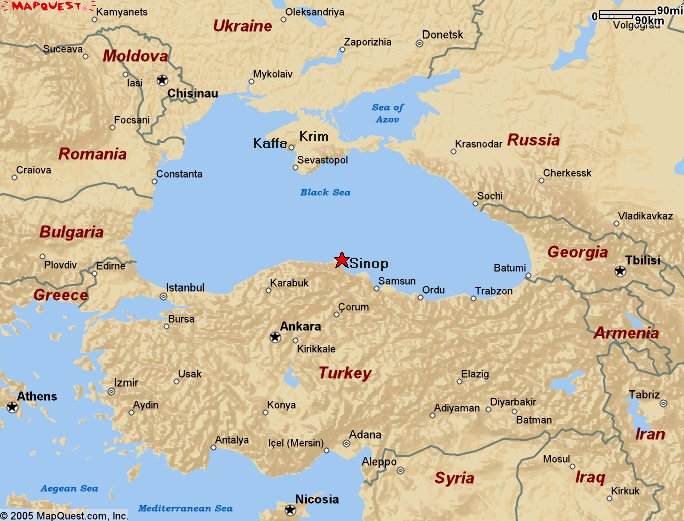 MAPQUEST
Kamyanets
Oleksandriya
0 90mi
90km
Volgograd
Ukraine
Donetsk
Zaporizhia
Suceava
Moldova
Iasi
Chisinau
Mykolaiv
Sea of
Azov
Focsani
Krim
Kaffa
Krasnodar
Russia
Romania
Sevastopol
Craiova
Constanta
Cherkessk
Black Sea
Sochi
Vladikavkaz
Bulgaria
Georgia
Plovdiv
Edirne
Sinop
Tbilisi
Batumi
Greece
Istanbul
Karabuk
Samsun
Ordu
Trabzon
Bursa
Çorum
Ankara
Kirikkale
Armenia
Turkey
Izmir
Usak
Elazig
Athens
Aydin
Konya
Adiyaman
Diyarbakir
Batman
Tabriz
Iran
Antalya
Içel (Mersin)
Adana
Aleppo
Syria
Mosul
Iraq
Aegean Sea
Kirkuk
Mediterranean Sea
Nicosia
© 2005 MapQuest.com, Inc.